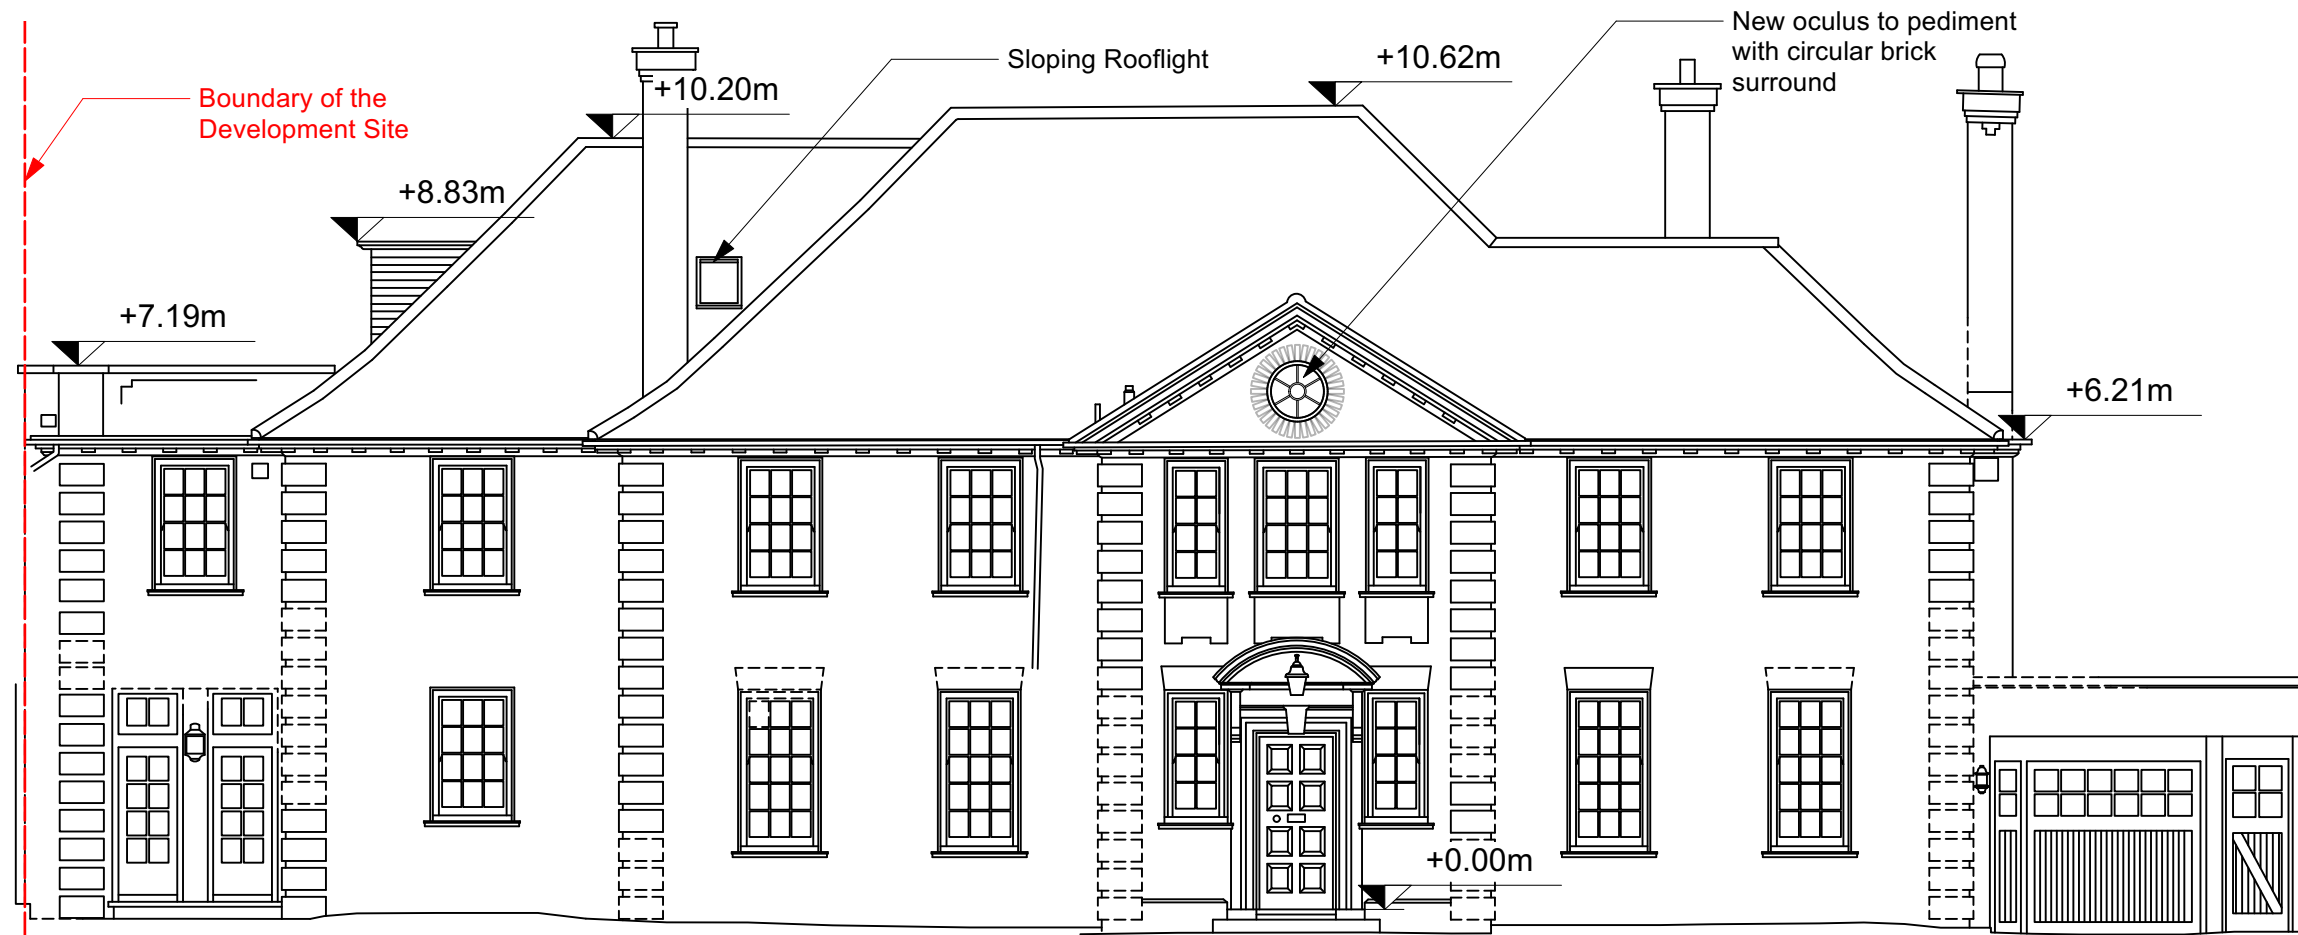 New oculus to pediment
with circular brick
surround
Sloping Rooflight
+10.62m
+10.20m
Boundary of the
Development Site
+8.83m
+7.19m
+6.21m
+0.00m